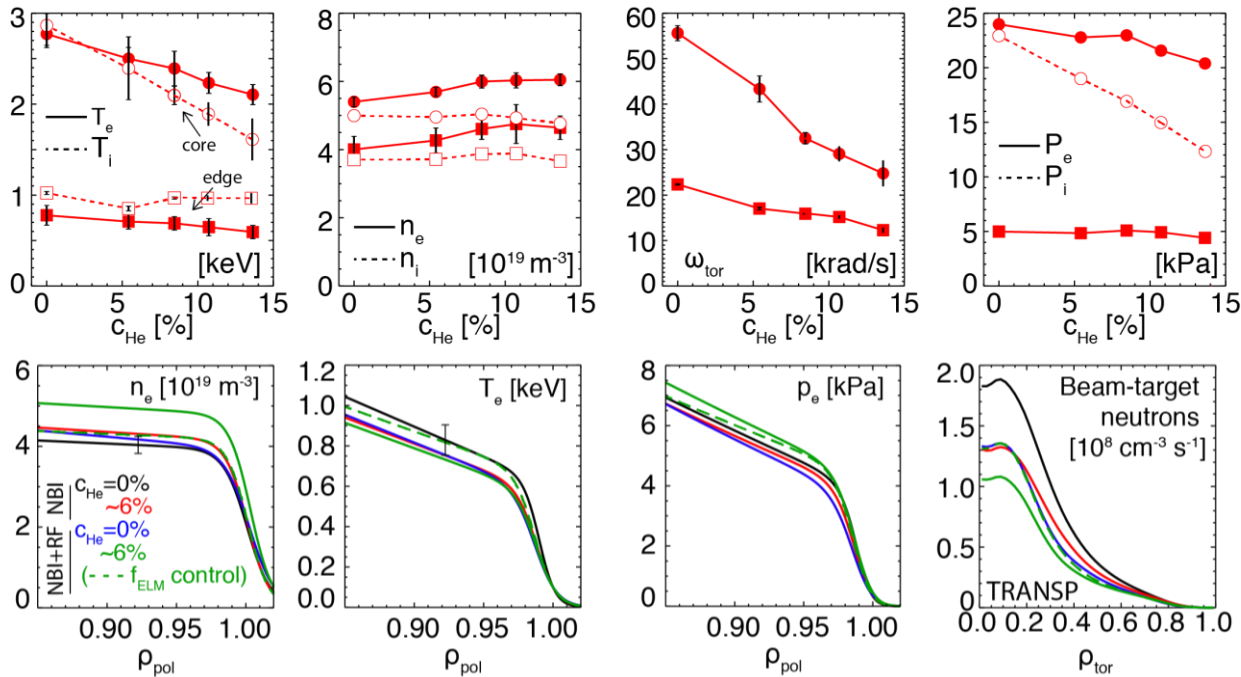 3
2
1
0
T_e
T_i
core
edge
[keV]
0 5 10 15
c_He [%]
8
6
4
2
0
n_e
n_i
[10^19 m^-3]
0 5 10 15
c_He [%]
60
50
40
30
20
10
0
ω_tor
[krad/s]
0 5 10 15
c_He [%]
25
20
15
10
5
0
P_e
P_i
[kPa]
0 5 10 15
c_He [%]
6
4
2
0
n_e [10^19 m^-3]
NBI
c_He=0%
~6%
NBI+RF
c_He=0%
~6%
(--- f_ELM control)
0.90 0.95 1.00
ρ_pol
1.2
1.0
0.8
0.6
0.4
0.2
0.0
T_e [keV]
0.90 0.95 1.00
ρ_pol
8
6
4
2
0
p_e [kPa]
0.90 0.95 1.00
ρ_pol
2.0
1.5
1.0
0.5
0
Beam-target
neutrons
[10^8 cm^-3 s^-1]
TRANSP
0.0 0.2 0.4 0.6 0.8 1.0
ρ_tor